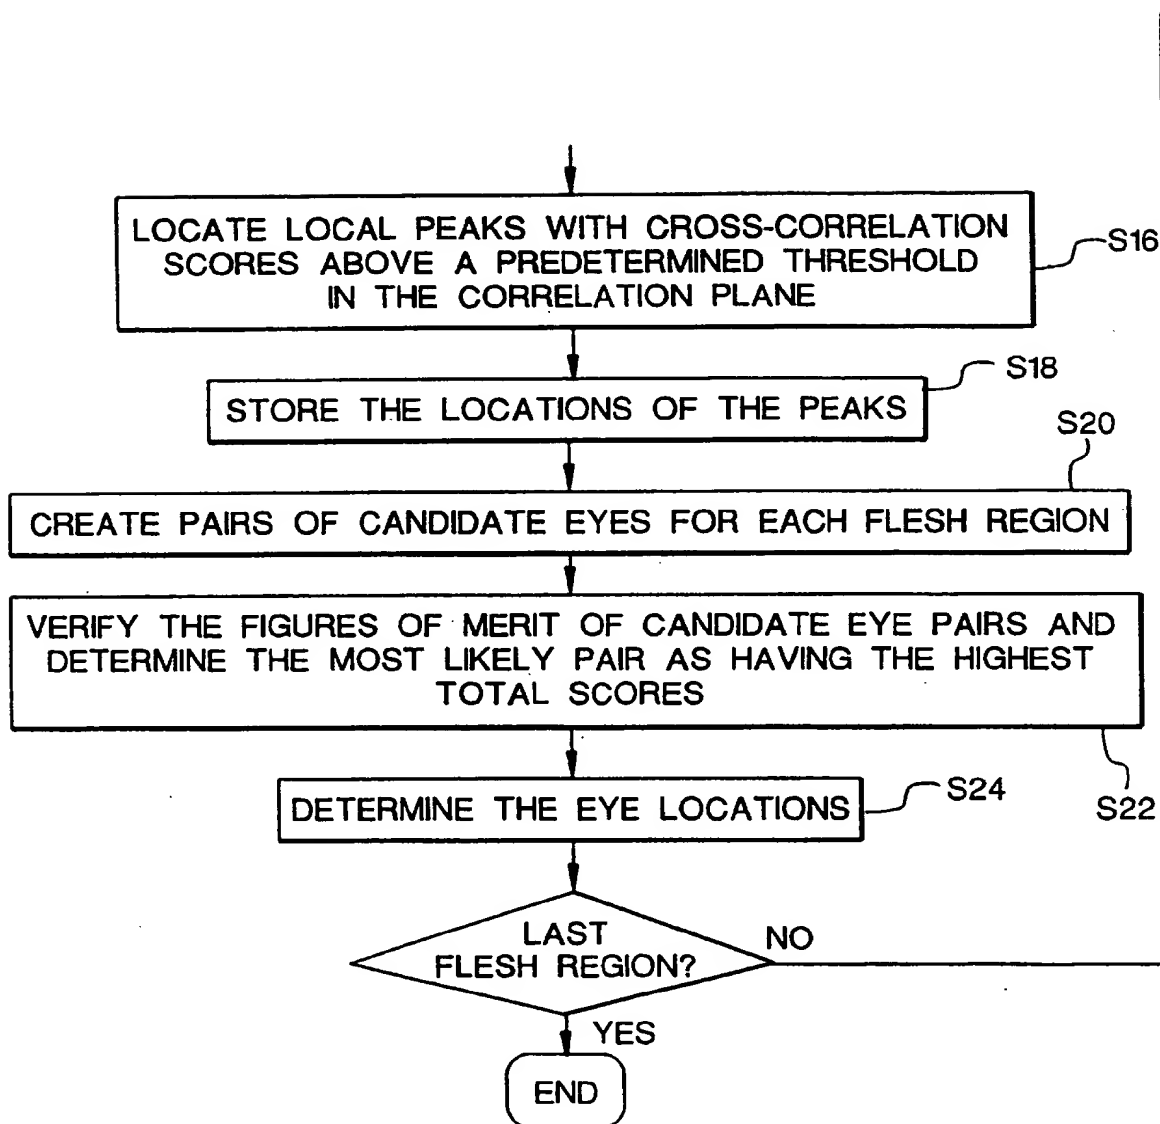 LOCATE LOCAL PEAKS WITH CROSS-CORRELATION
SCORES ABOVE A PREDETERMINED THRESHOLD
IN THE CORRELATION PLANE
S16
S18
STORE THE LOCATIONS OF THE PEAKS
S20
CREATE PAIRS OF CANDIDATE EYES FOR EACH FLESH REGION
VERIFY THE FIGURES OF MERIT OF CANDIDATE EYE PAIRS AND
DETERMINE THE MOST LIKELY PAIR AS HAVING THE HIGHEST
TOTAL SCORES
S22
S24
DETERMINE THE EYE LOCATIONS
LAST
FLESH REGION?
NO
YES
END